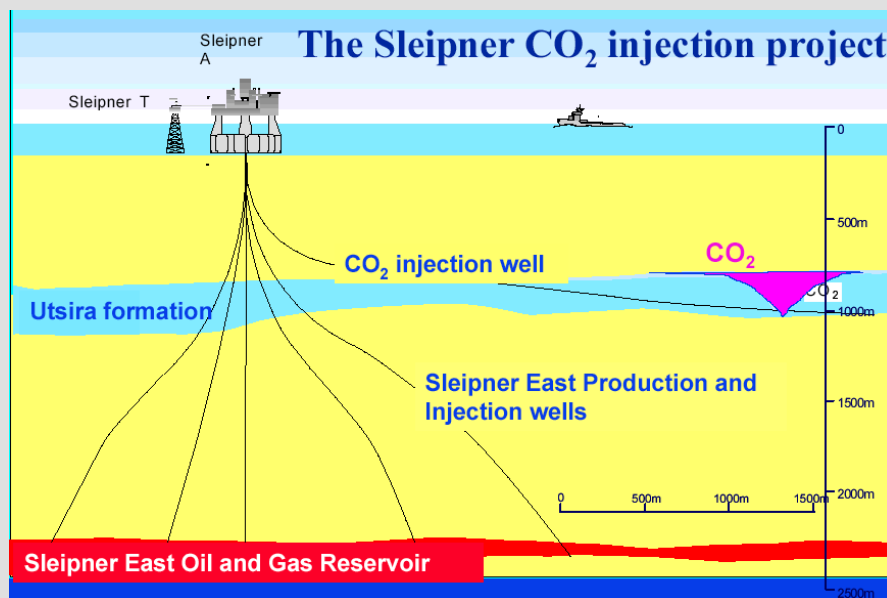 Sleipner
A
The Sleipner CO₂ injection project
Sleipner T
0
500m
CO₂
CO₂ injection well
CO₂
Utsira formation
1000m
Sleipner East Production and
Injection wells
1500m
0 500m 1000m 1500m
2000m
Sleipner East Oil and Gas Reservoir
2500m